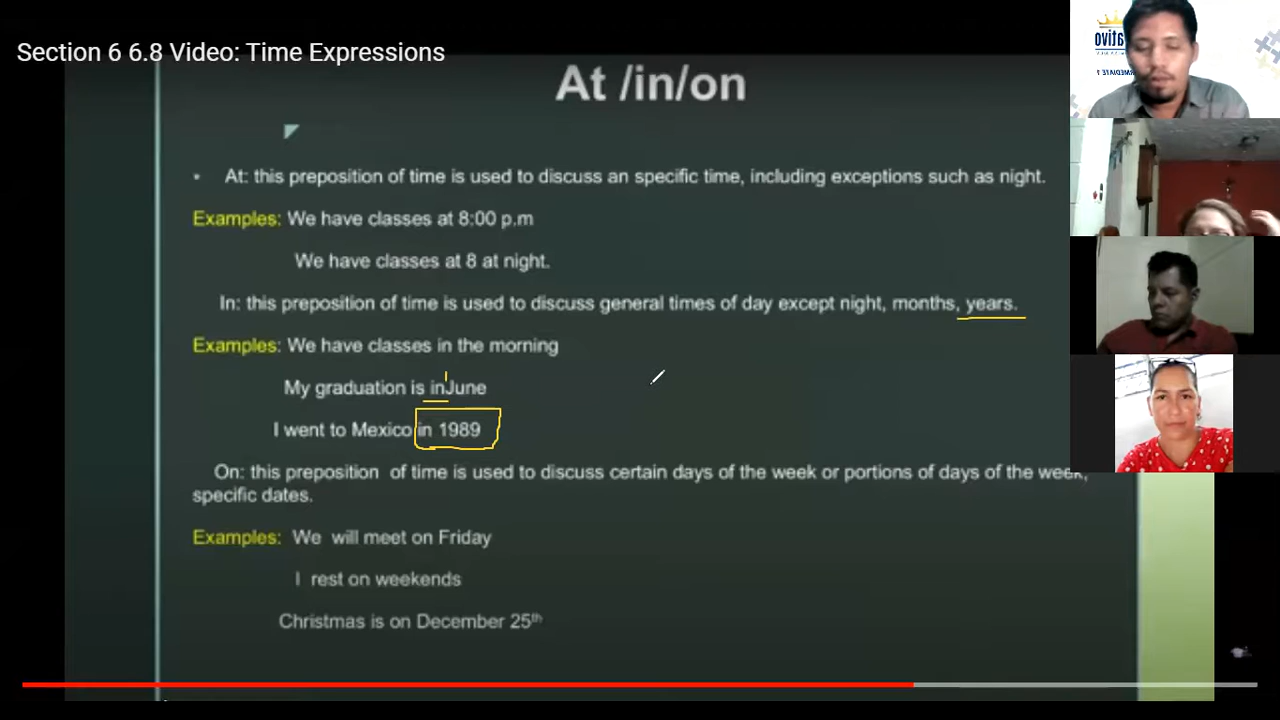 Section 6 6.8 Video: Time Expressions
At /in/on
• At: this preposition of time is used to discuss an specific time, including exceptions such as night.
Examples: We have classes at 8:00 p.m
We have classes at 8 at night.
In: this preposition of time is used to discuss general times of day except night, months, years.
Examples: We have classes in the morning
My graduation is inJune
I went to Mexico in 1989
On: this preposition of time is used to discuss certain days of the week or portions of days of the week,
specific dates.
Examples: We will meet on Friday
I rest on weekends
Christmas is on December 25th